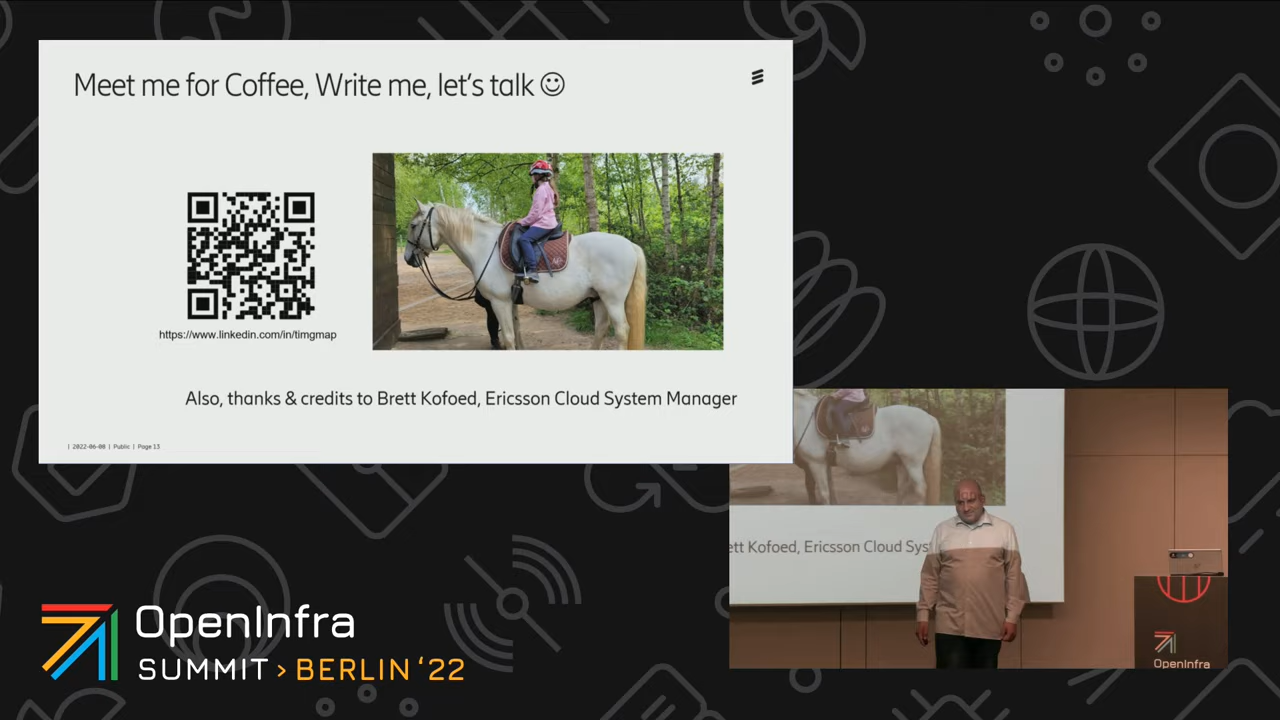 Meet me for Coffee, Write me, let's talk ☺
https://www.linkedin.com/in/timgmap
Also, thanks & credits to Brett Kofoed, Ericsson Cloud System Manager
| 2022-06-08 | Public | Page 13
ett Kofoed, Ericsson Cloud Sys
OpenInfra
OpenInfra
SUMMIT > BERLIN '22